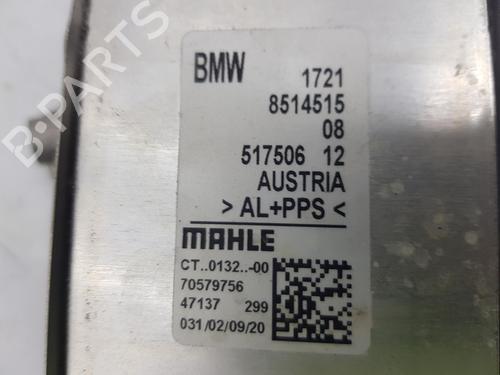 BMW 1721
8514515
08
517506 12
AUSTRIA
> AL+PPS <
MAHLE
CT..0132..-00
70579756
47137 299
031/02/09/20
B-PARTS